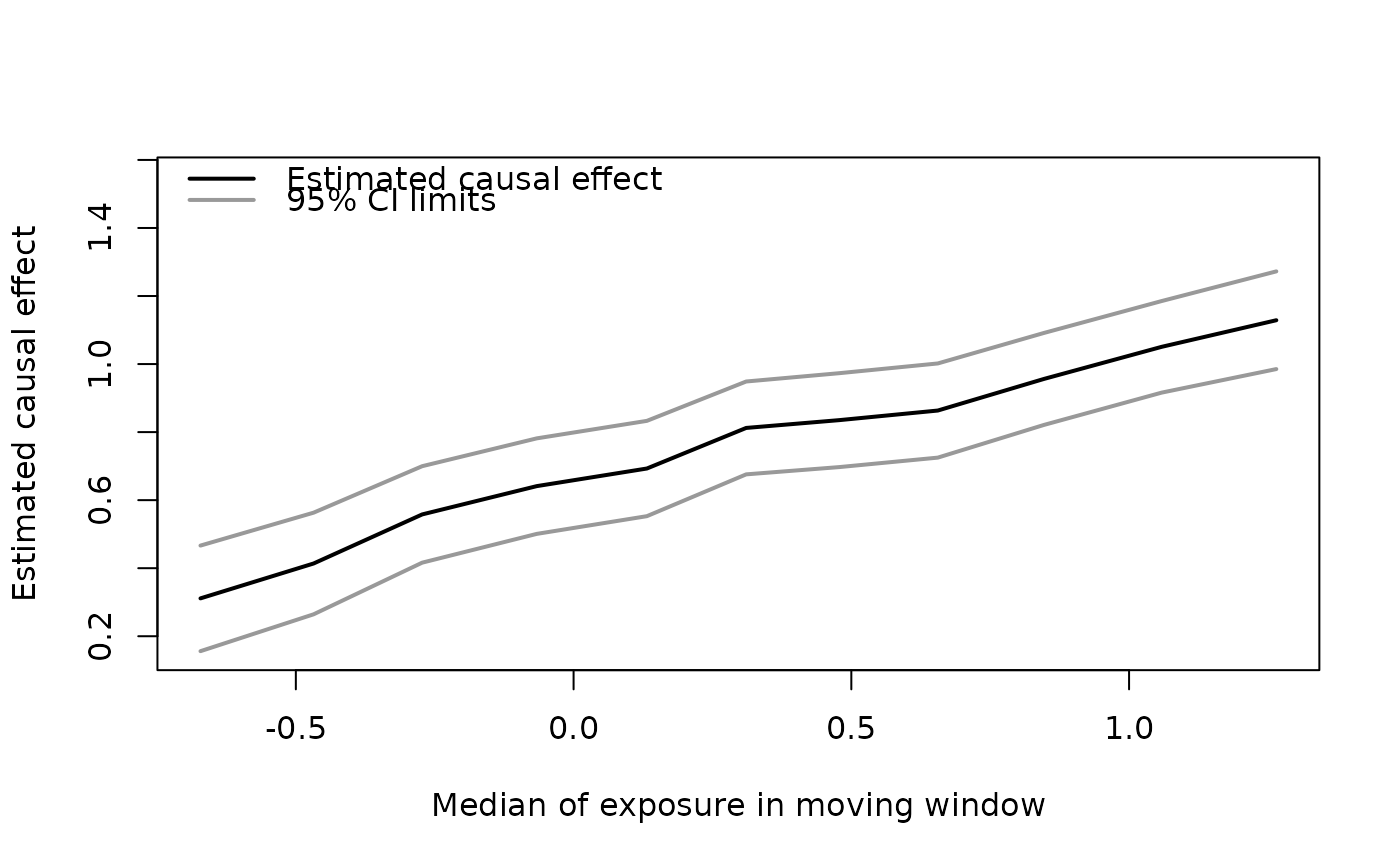 Estimated causal effect
95% CI limits
Estimated causal effect
1.4
1.0
0.6
0.2
-0.5 0.0 0.5 1.0
Median of exposure in moving window